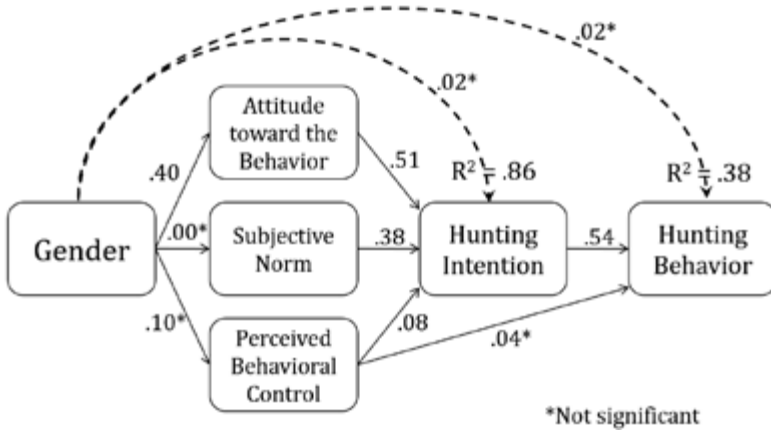 .02*
.02*
Attitude
toward the
Behavior
.40
.51
R² = .86
R² = .38
Gender
.00*
Subjective
Norm
.38
Hunting
Intention
.54
Hunting
Behavior
.10*
Perceived
Behavioral
Control
.08
.04*
*Not significant